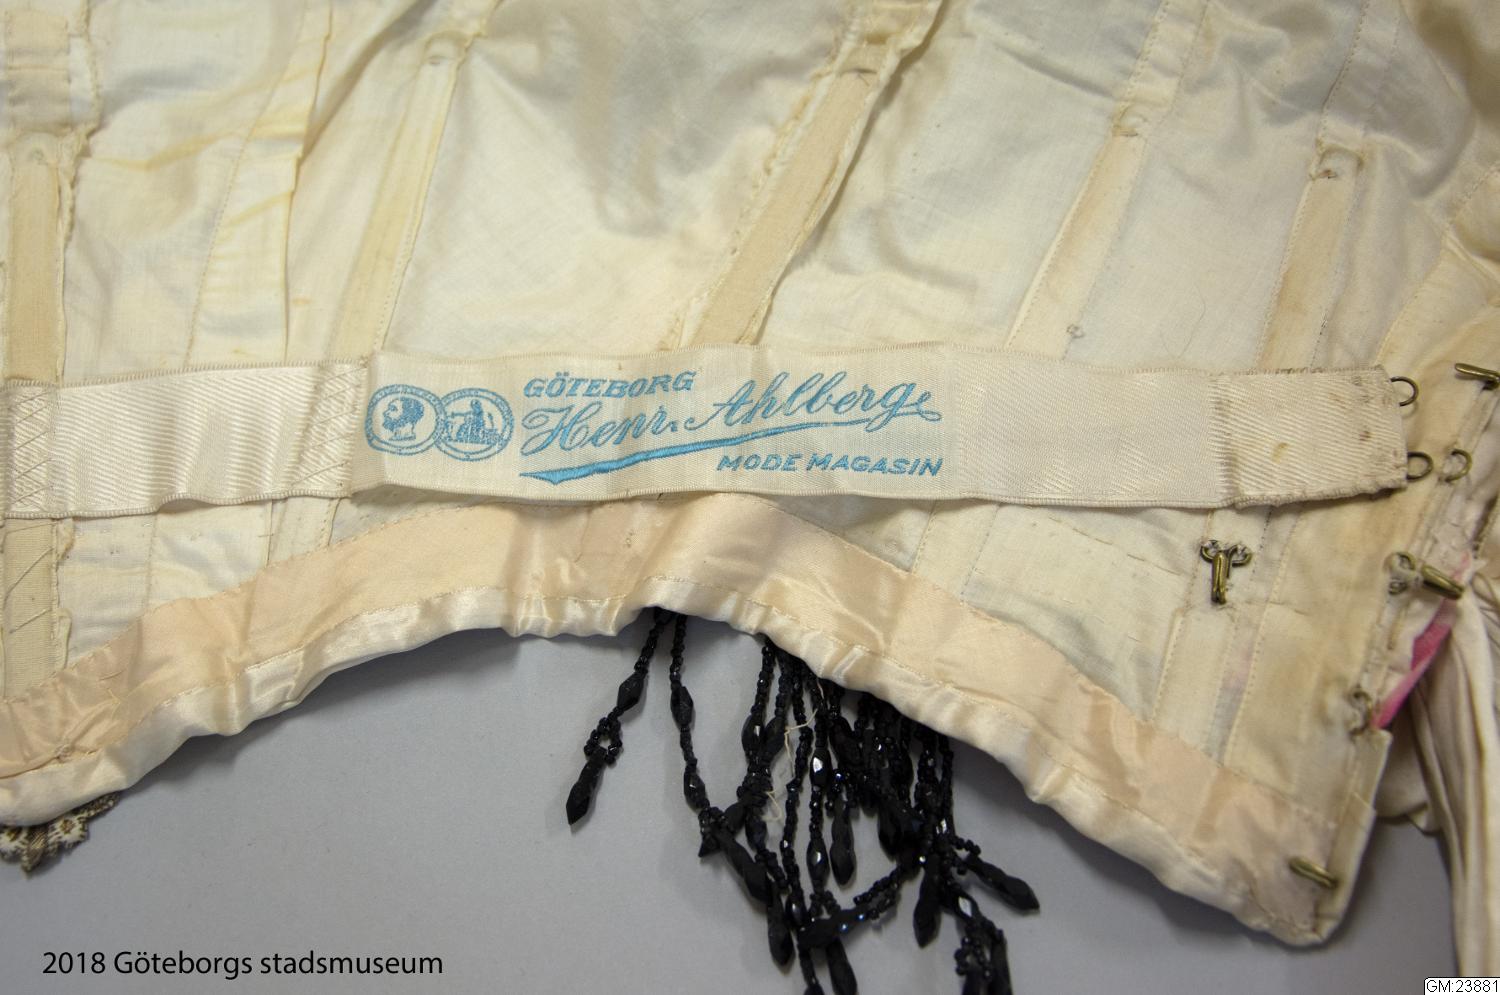 GÖTEBORG
Henr. Ahlberg
MODE MAGASIN
2018 Göteborgs stadsmuseum
GM:23881